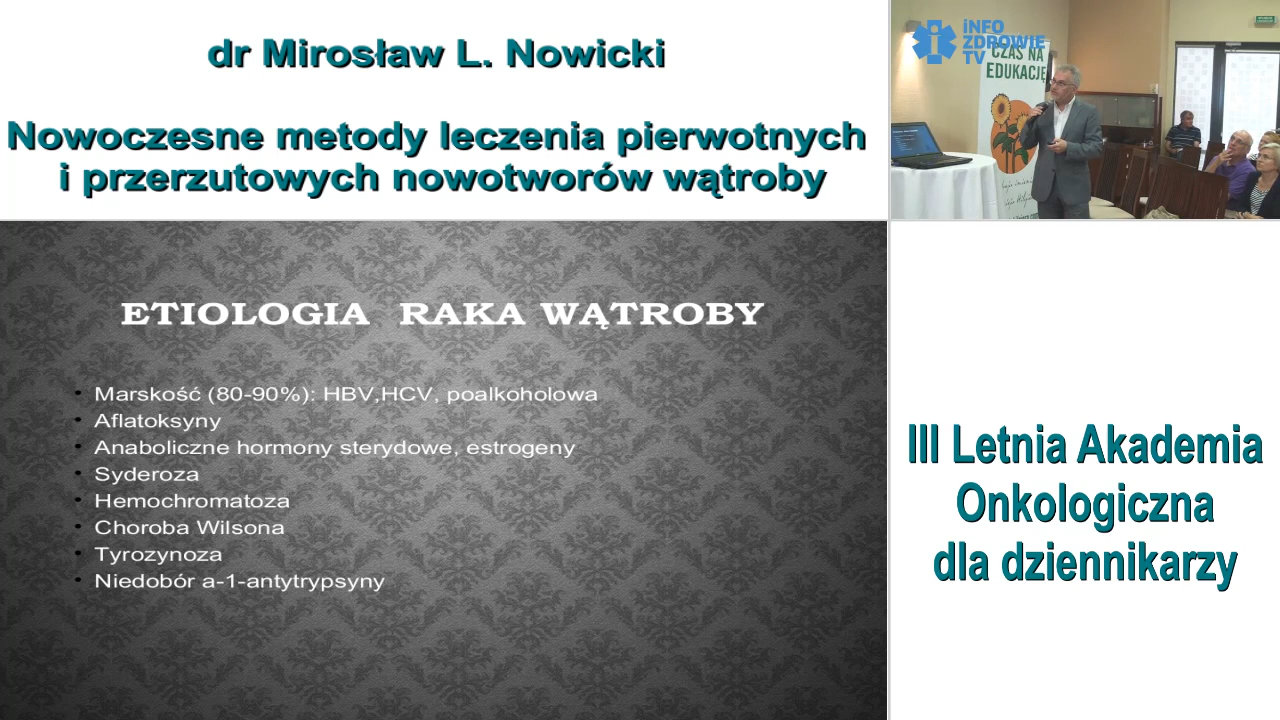 dr Mirosław L. Nowicki
Nowoczesne metody leczenia pierwotnych
i przerzutowych nowotworów wątroby
iNFO
ZDROWIE
TV
CZAS NA
EDUKACJĘ
ETIOLOGIA RAKA WĄTROBY
Marskość (80-90%): HBV,HCV, poalkoholowa
Aflatoksyny
Anaboliczne hormony sterydowe, estrogeny
Syderoza
Hemochromatoza
Choroba Wilsona
Tyrozynoza
Niedobór a-1-antytrypsyny
III Letnia Akademia
Onkologiczna
dla dziennikarzy